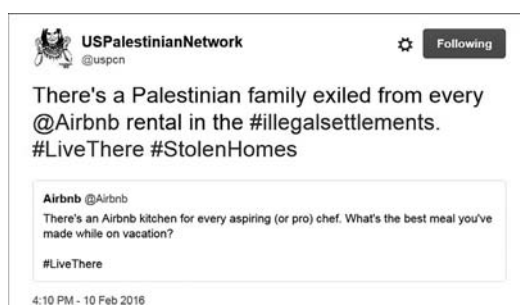 USPalestinianNetwork
@uspcn
Following
There's a Palestinian family exiled from every
@Airbnb rental in the #illegalsettlements.
#LiveThere #StolenHomes
Airbnb @Airbnb
There's an Airbnb kitchen for every aspiring (or pro) chef. What's the best meal you've
made while on vacation?
#LiveThere
4:10 PM - 10 Feb 2016